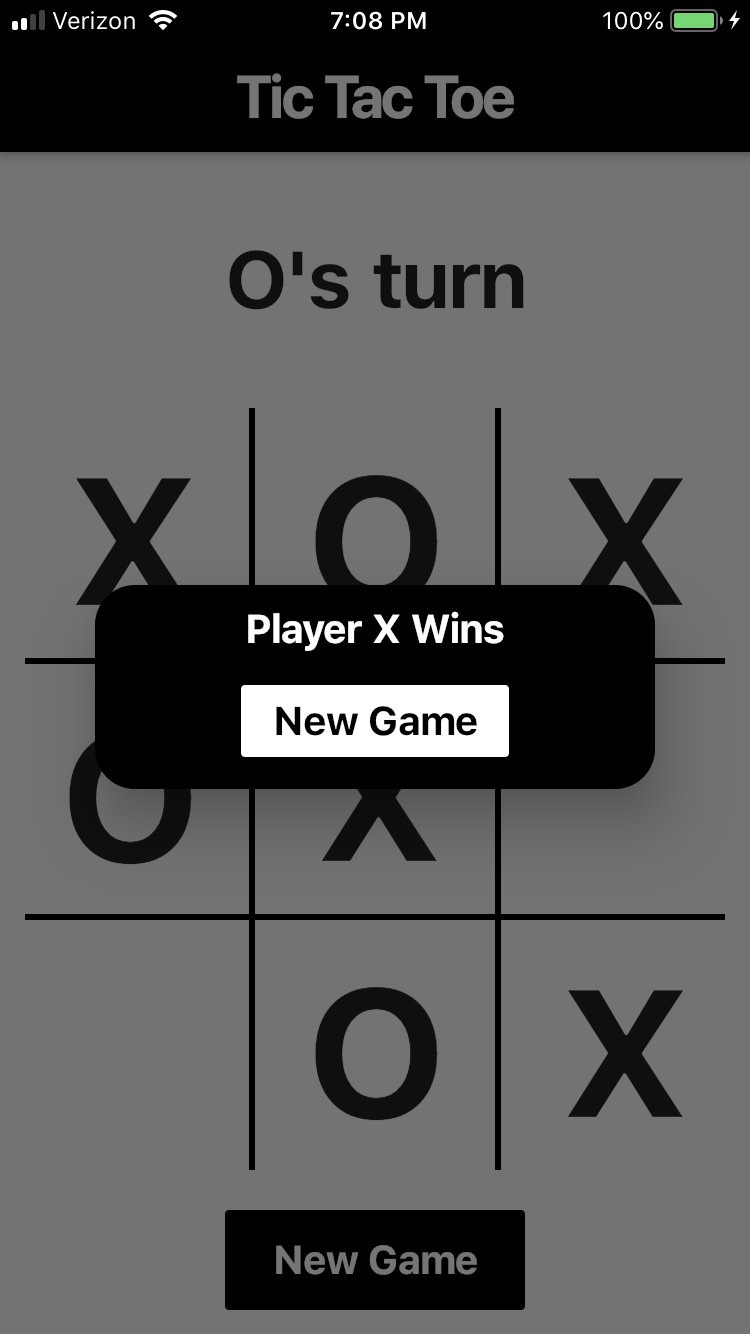 Verizon 7:08 PM 100%
Tic Tac Toe
O's turn
X O X
Player X Wins
New Game
O X
O X
New Game